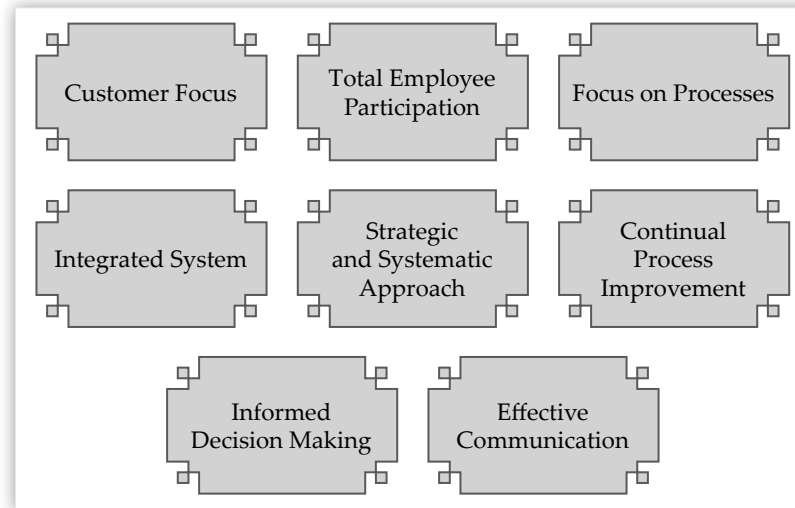 Customer Focus
Total Employee
Participation
Focus on Processes
Integrated System
Strategic
and Systematic
Approach
Continual
Process
Improvement
Informed
Decision Making
Effective
Communication